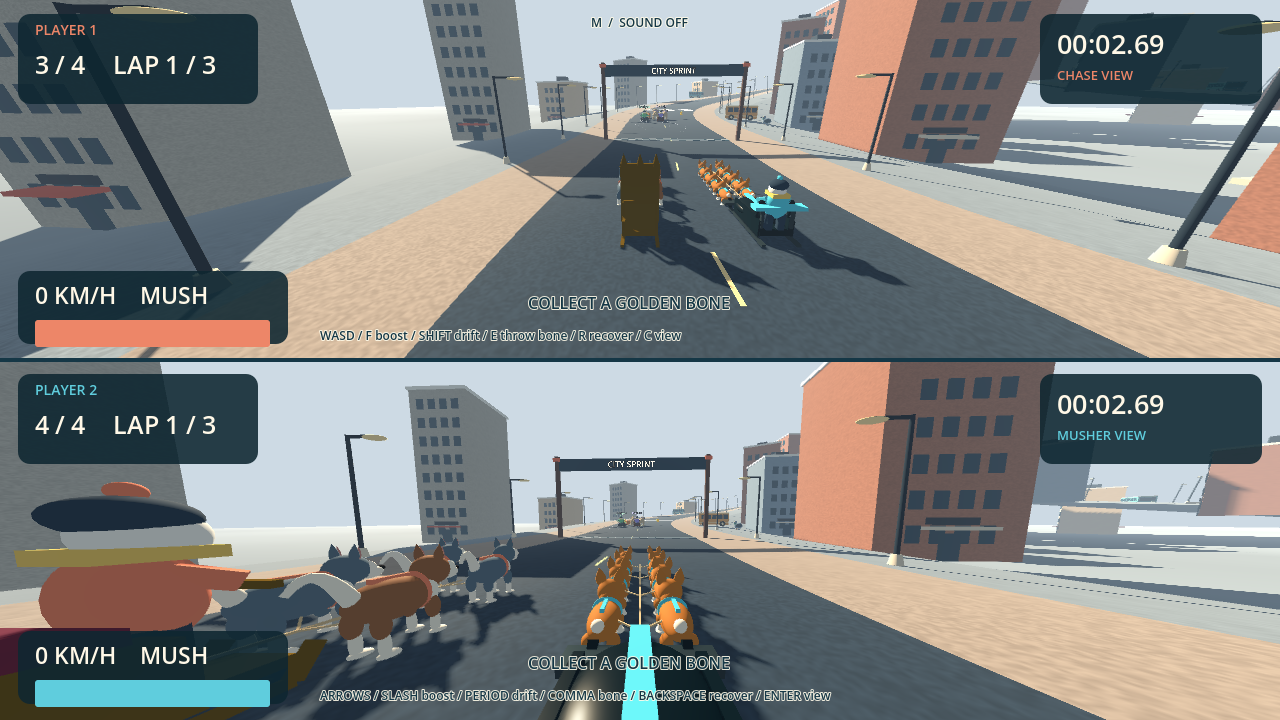 M / SOUND OFF
PLAYER 1
3 / 4 LAP 1 / 3
00:02.69
CHASE VIEW
CITY SPRINT
0 KM/H MUSH
COLLECT A GOLDEN BONE
WASD / F boost / SHIFT drift / E throw bone / R recover / C view
PLAYER 2
4 / 4 LAP 1 / 3
00:02.69
MUSHER VIEW
CITY SPRINT
0 KM/H MUSH
COLLECT A GOLDEN BONE
ARROWS / SLASH boost / PERIOD drift / COMMA bone / BACKSPACE recover / ENTER view